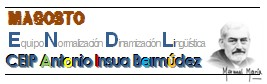 MAGOSTO
Equipo Normalización Dinamización Lingüística
CEIP Antonio Insua Bermúdez